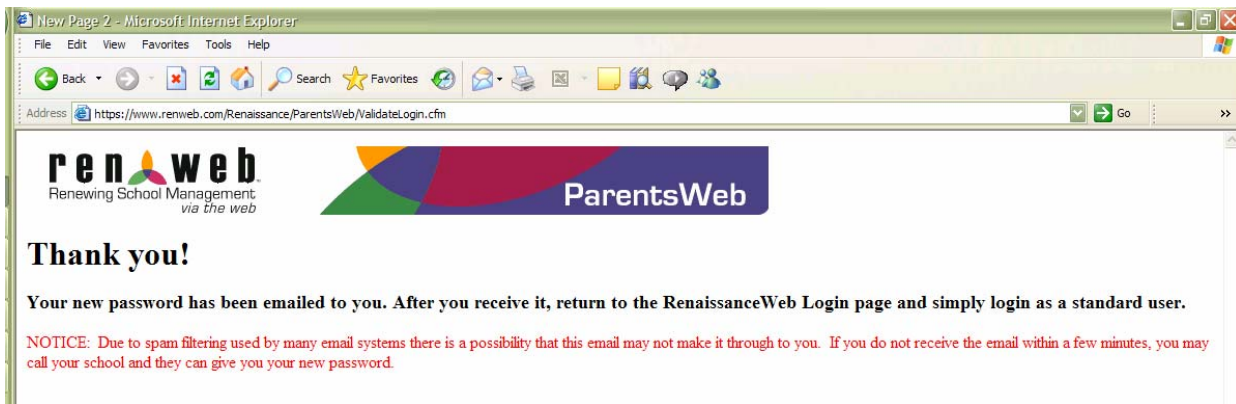 New Page 2 - Microsoft Internet Explorer
File Edit View Favorites Tools Help
Back Search Favorites
Address https://www.renweb.com/Renaissance/ParentsWeb/ValidateLogin.cfm Go »
renweb
Renewing School Management
via the web
ParentsWeb
Thank you!
Your new password has been emailed to you. After you receive it, return to the RenaissanceWeb Login page and simply login as a standard user.
NOTICE: Due to spam filtering used by many email systems there is a possibility that this email may not make it through to you. If you do not receive the email within a few minutes, you may
call your school and they can give you your new password.